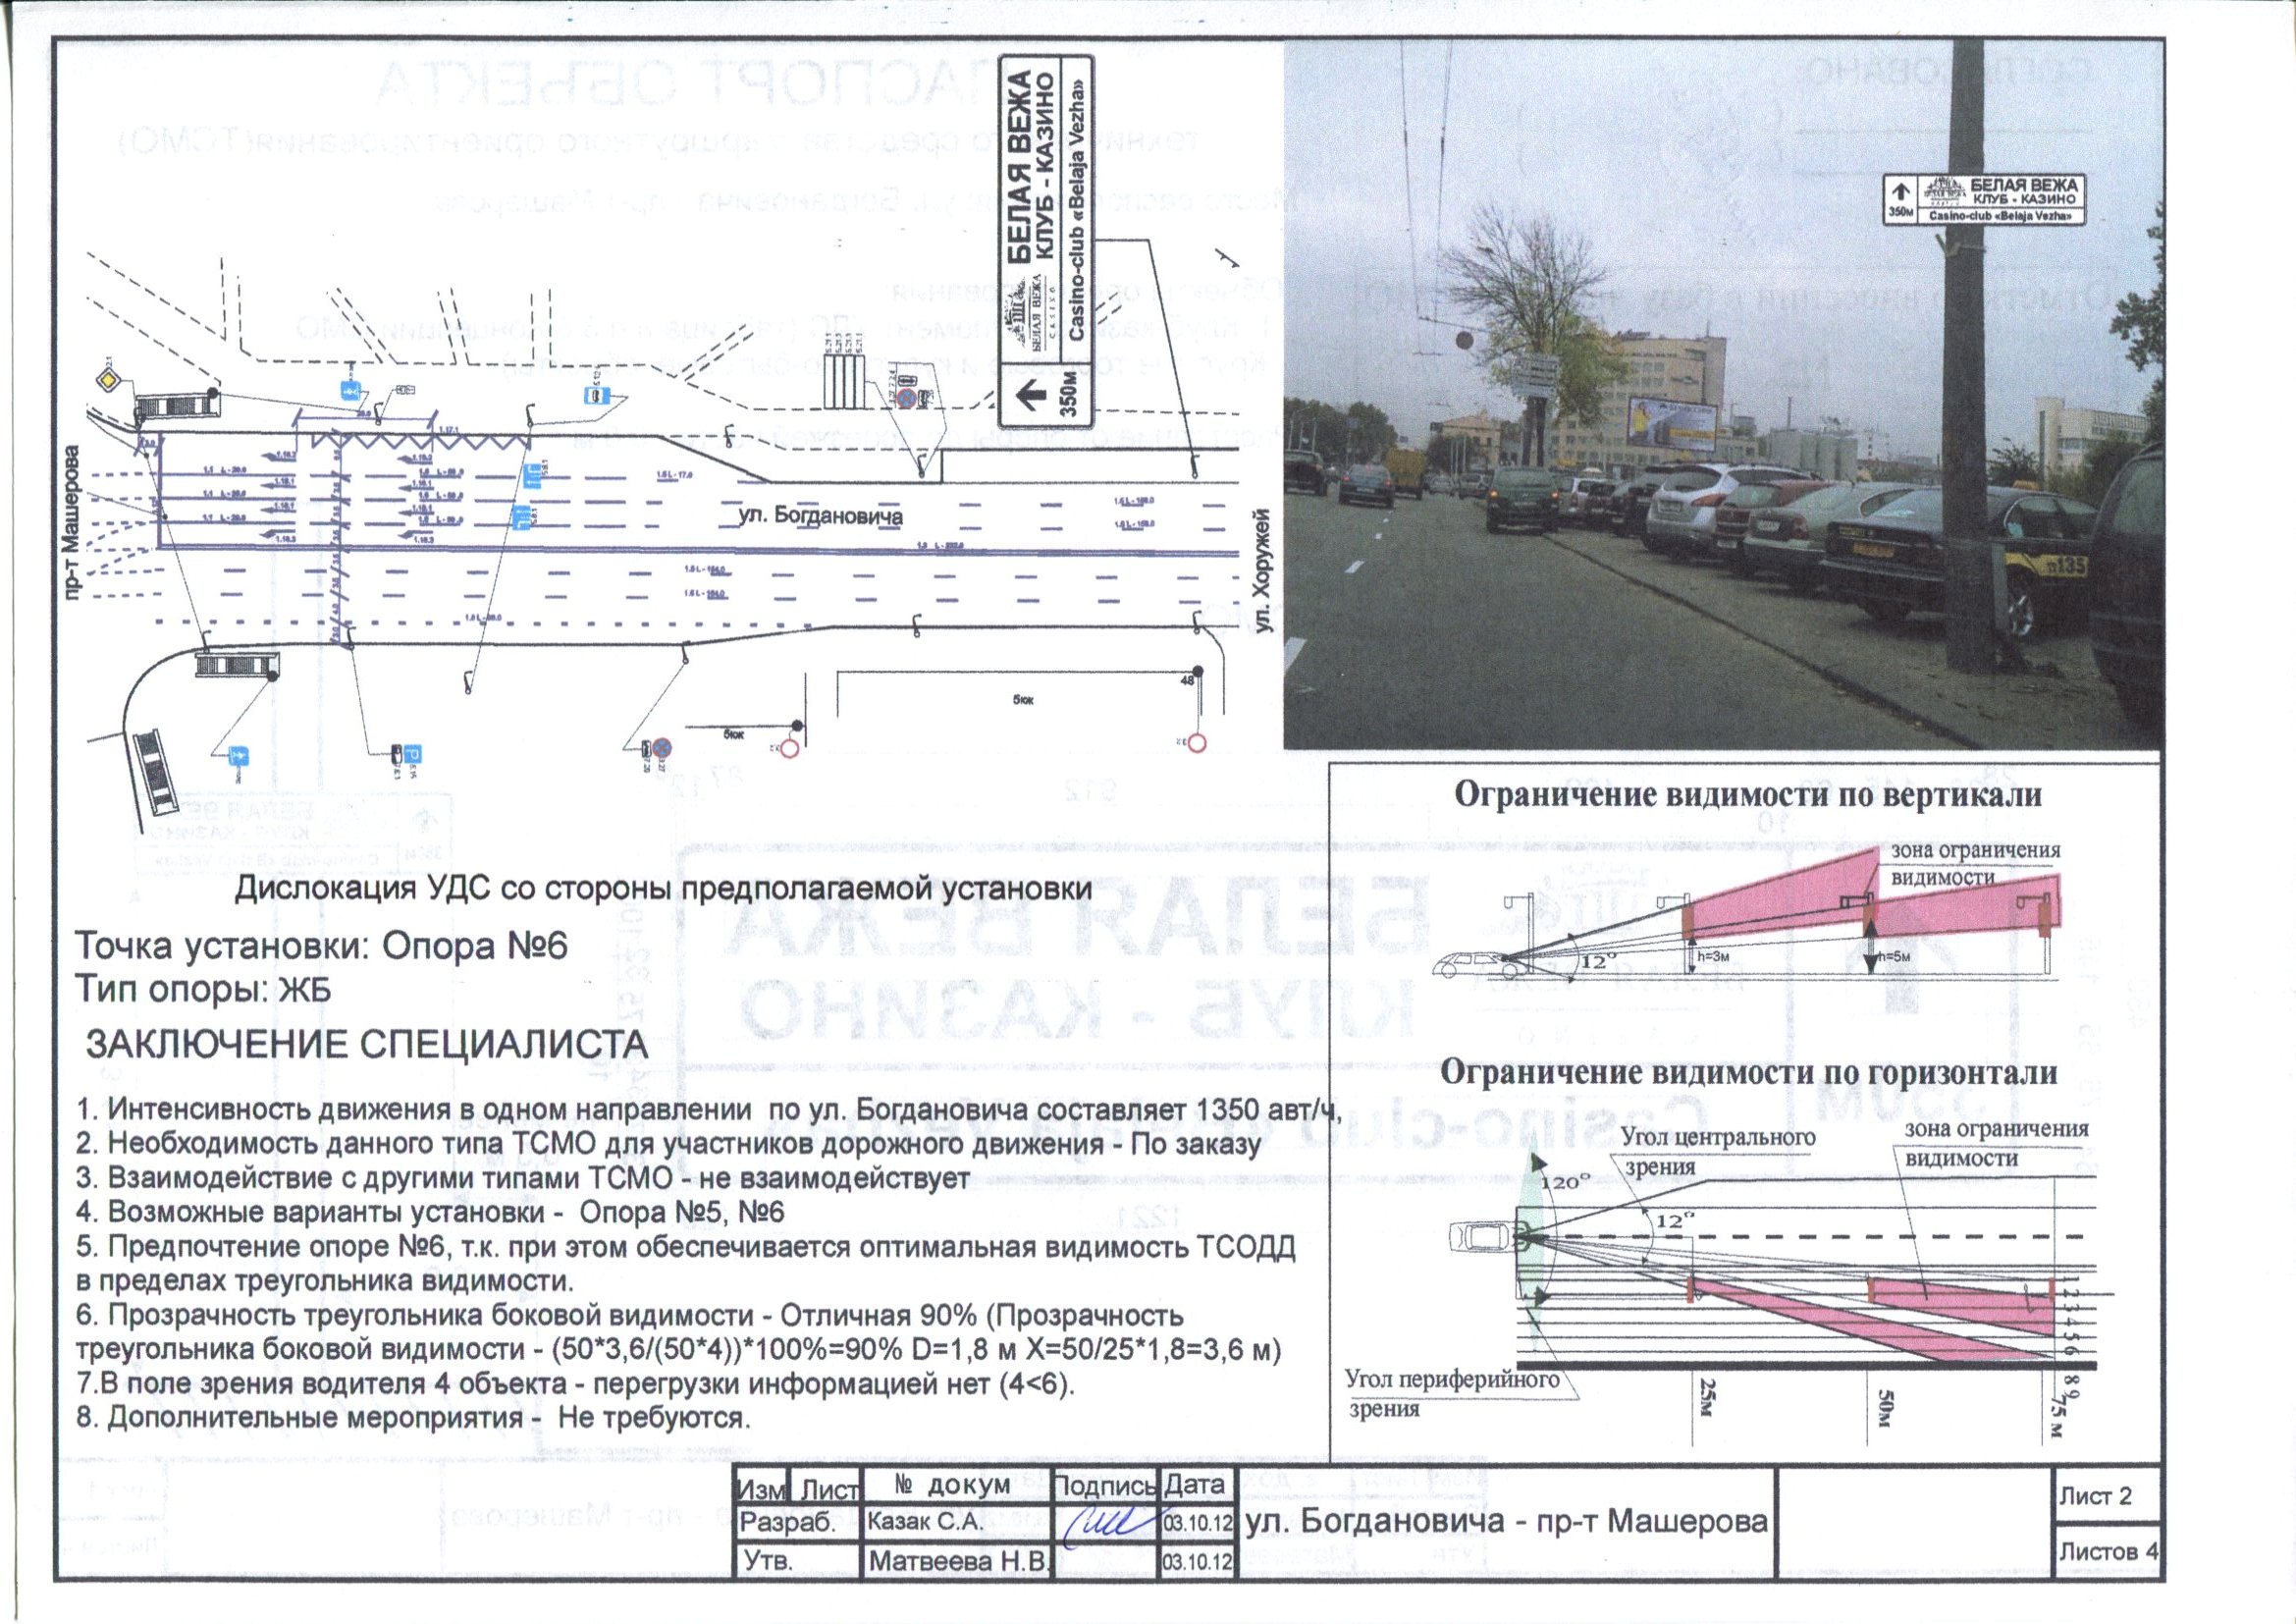 БЕЛАЯ ВЕЖА
КЛУБ - КАЗИНО
БЕЛАЯ ВЕЖА
Casino-club «Belaja Vezha»
350м
пр-т Машерова
ул. Богдановича
ул. Хоружей
48
бюк
бюк
БЕЛАЯ ВЕЖА
КЛУБ - КАЗИНО
350м
Casino-club «Belaja Vezha»
135
Дислокация УДС со стороны предполагаемой установки
Точка установки: Опора №6
Тип опоры: ЖБ
ЗАКЛЮЧЕНИЕ СПЕЦИАЛИСТА
1. Интенсивность движения в одном направлении по ул. Богдановича составляет 1350 авт/ч,
2. Необходимость данного типа ТСМО для участников дорожного движения - По заказу
3. Взаимодействие с другими типами ТСМО - не взаимодействует
4. Возможные варианты установки - Опора №5, №6
5. Предпочтение опоре №6, т.к. при этом обеспечивается оптимальная видимость ТСОДД
в пределах треугольника видимости.
6. Прозрачность треугольника боковой видимости - Отличная 90% (Прозрачность
треугольника боковой видимости - (50*3,6/(50*4))*100%=90% D=1,8 м X=50/25*1,8=3,6 м)
7.В поле зрения водителя 4 объекта - перегрузки информацией нет (4<6).
8. Дополнительные мероприятия - Не требуются.
Ограничение видимости по вертикали
зона ограничения
видимости
12°
h=3м
h=5м
Ограничение видимости по горизонтали
Угол центрального
зрения
зона ограничения
видимости
120°
12°
1 2 3 4 5 6
8 9
Угол периферийного
зрения
25м
50м
75 м
Изм Лист № докум Подпись Дата
Разраб. Казак С.А. 03.10.12
Утв. Матвеева Н.В. 03.10.12
ул. Богдановича - пр-т Машерова
Лист 2
Листов 4